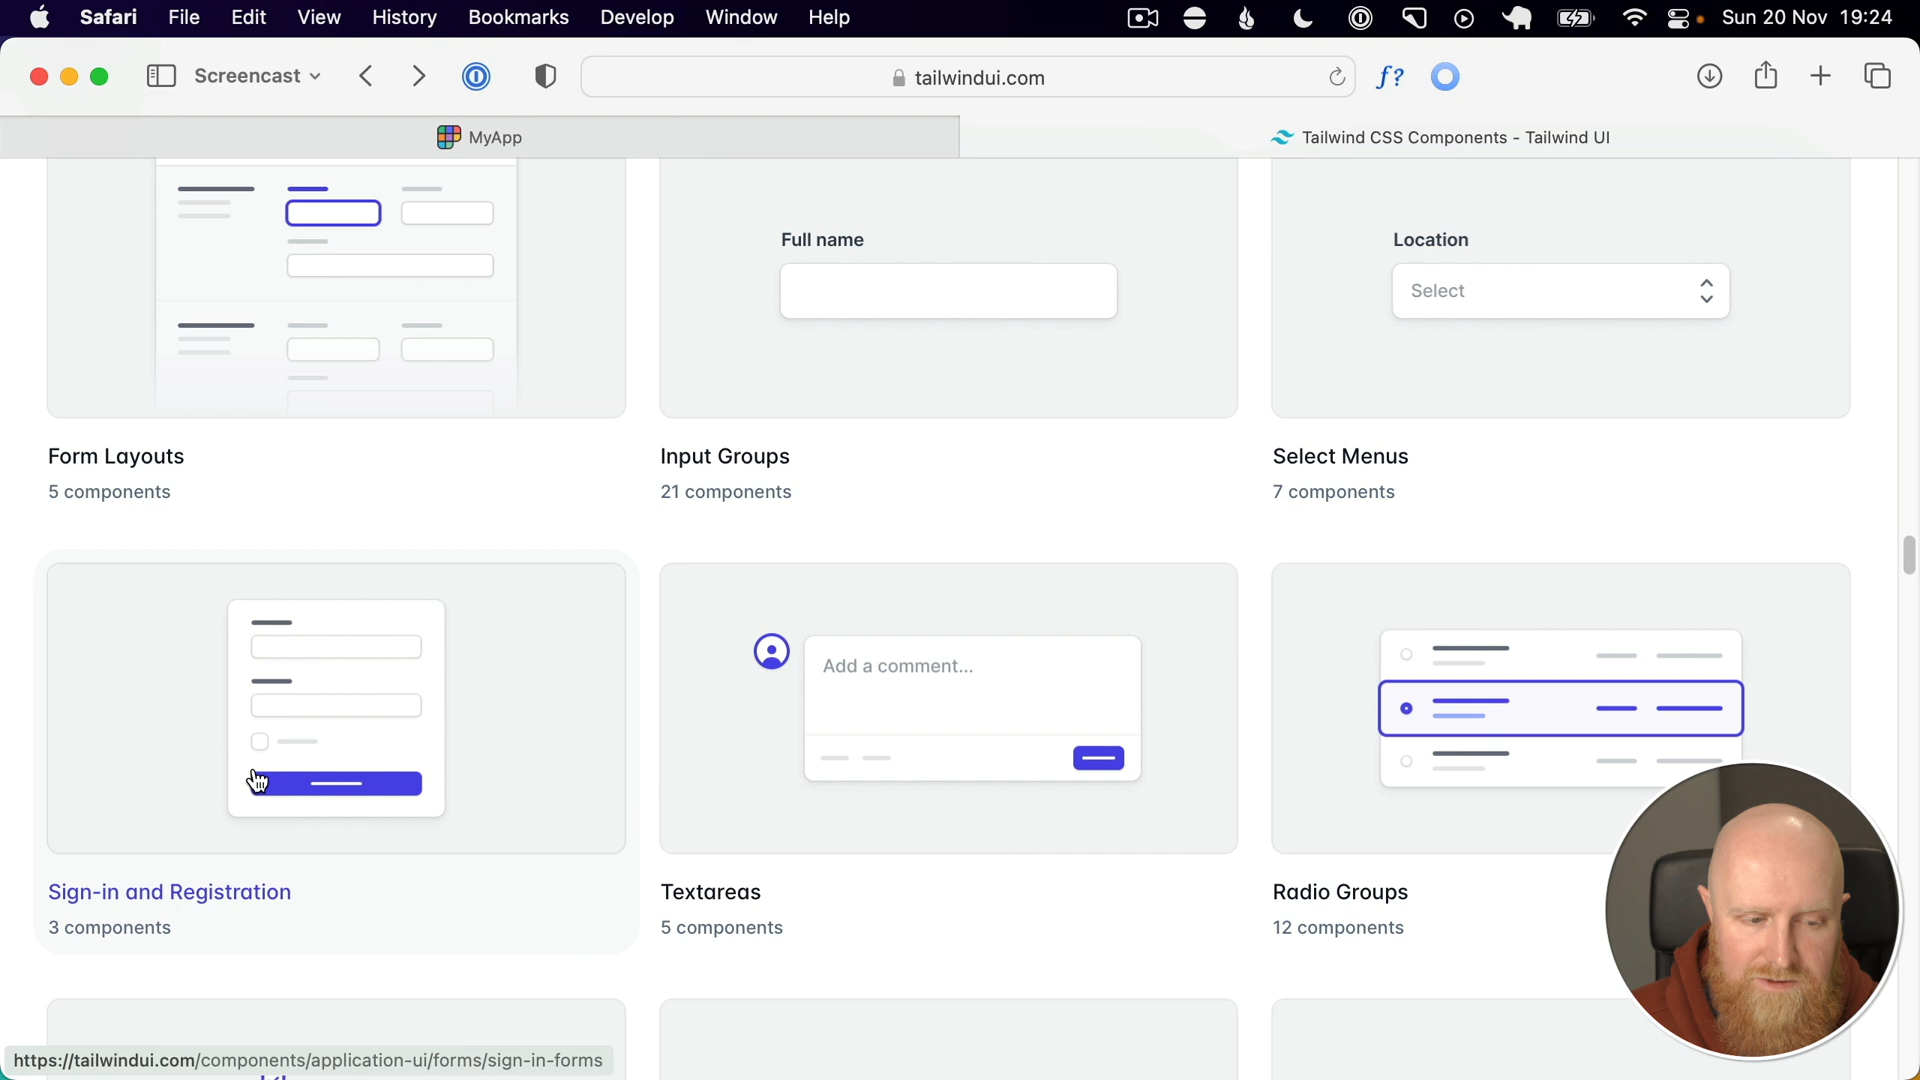 Safari File Edit View History Bookmarks Develop Window Help Sun 20 Nov 19:24
Screencast tailwindui.com f?
MyApp Tailwind CSS Components - Tailwind UI
Full name
Location
Select
Form Layouts
5 components
Input Groups
21 components
Select Menus
7 components
Add a comment...
Sign-in and Registration
3 components
Textareas
5 components
Radio Groups
12 components
https://tailwindui.com/components/application-ui/forms/sign-in-forms